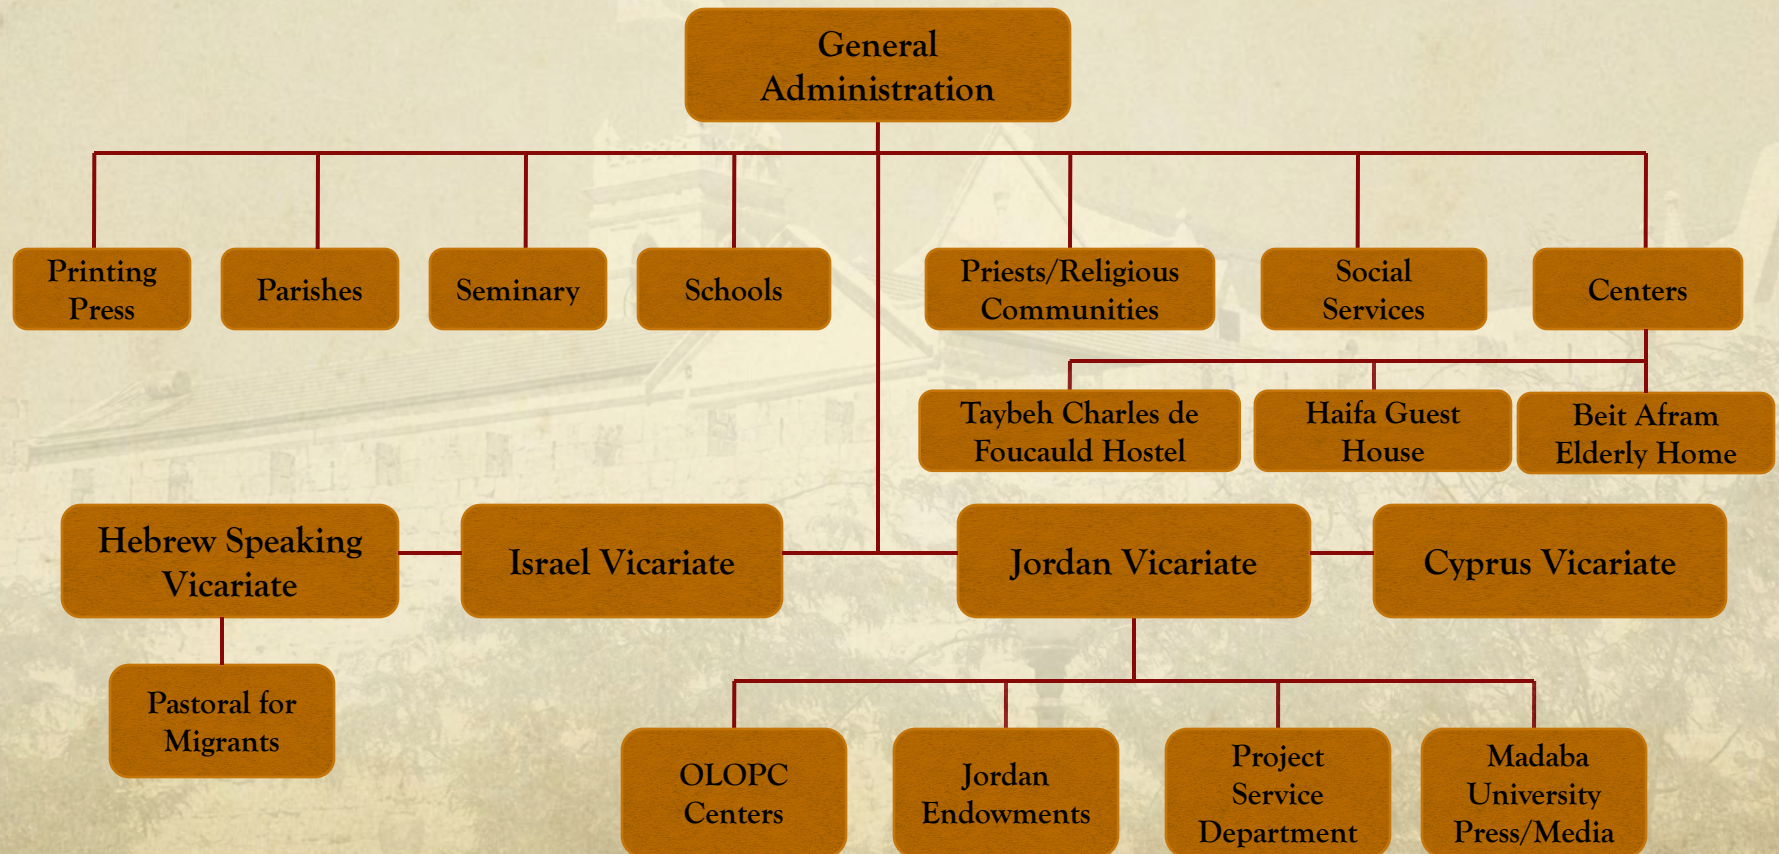 General
Administration
Printing
Press
Parishes
Seminary
Schools
Priests/Religious
Communities
Social
Services
Centers
Taybeh Charles de
Foucauld Hostel
Haifa Guest
House
Beit Afram
Elderly Home
Hebrew Speaking
Vicariate
Israel Vicariate
Jordan Vicariate
Cyprus Vicariate
Pastoral for
Migrants
OLOPC
Centers
Jordan
Endowments
Project
Service
Department
Madaba
University
Press/Media